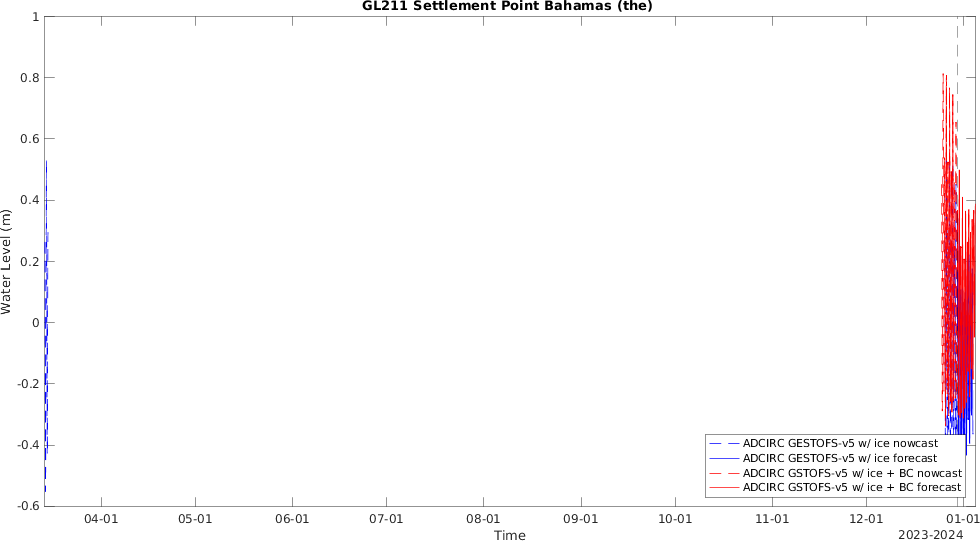 GL211 Settlement Point Bahamas (the)
1
0.8
0.6
0.4
0.2
0
-0.2
-0.4
-0.6
Water Level (m)
ADCIRC GESTOFS-v5 w/ ice nowcast
ADCIRC GESTOFS-v5 w/ ice forecast
ADCIRC GSTOFS-v5 w/ ice + BC nowcast
ADCIRC GSTOFS-v5 w/ ice + BC forecast
04-01 05-01 06-01 07-01 08-01 09-01 10-01 11-01 12-01 01-01
Time
2023-2024